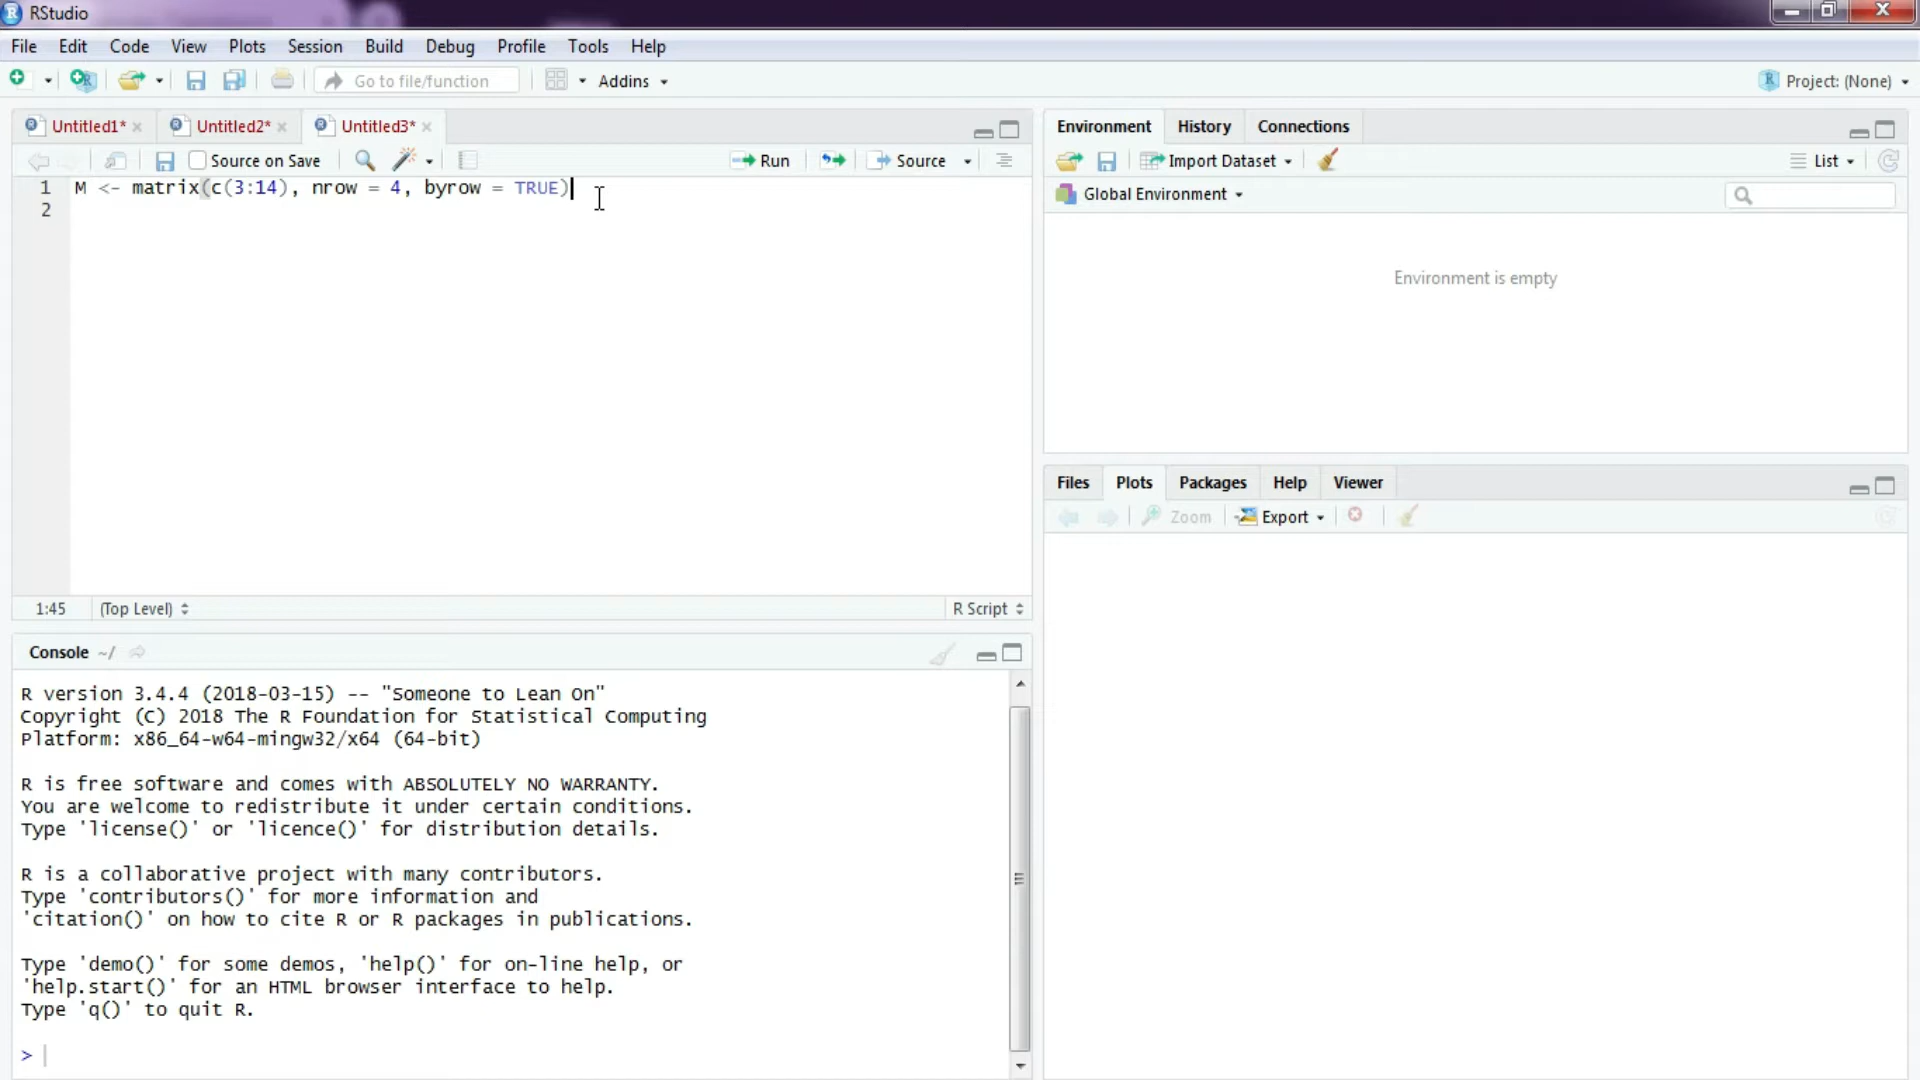 RStudio
File Edit Code View Plots Session Build Debug Profile Tools Help
Go to file/function Addins Project: (None)
Untitled1* Untitled2* Untitled3*
Source on Save Run Source
1 M <- matrix(c(3:14), nrow = 4, byrow = TRUE)
2
1:45 (Top Level) R Script
Console ~/
R version 3.4.4 (2018-03-15) -- "Someone to Lean On"
Copyright (C) 2018 The R Foundation for Statistical Computing
Platform: x86_64-w64-mingw32/x64 (64-bit)
R is free software and comes with ABSOLUTELY NO WARRANTY.
You are welcome to redistribute it under certain conditions.
Type 'license()' or 'licence()' for distribution details.
R is a collaborative project with many contributors.
Type 'contributors()' for more information and
'citation()' on how to cite R or R packages in publications.
Type 'demo()' for some demos, 'help()' for on-line help, or
'help.start()' for an HTML browser interface to help.
Type 'q()' to quit R.
>
Environment History Connections
Import Dataset List
Global Environment
Environment is empty
Files Plots Packages Help Viewer
Zoom Export